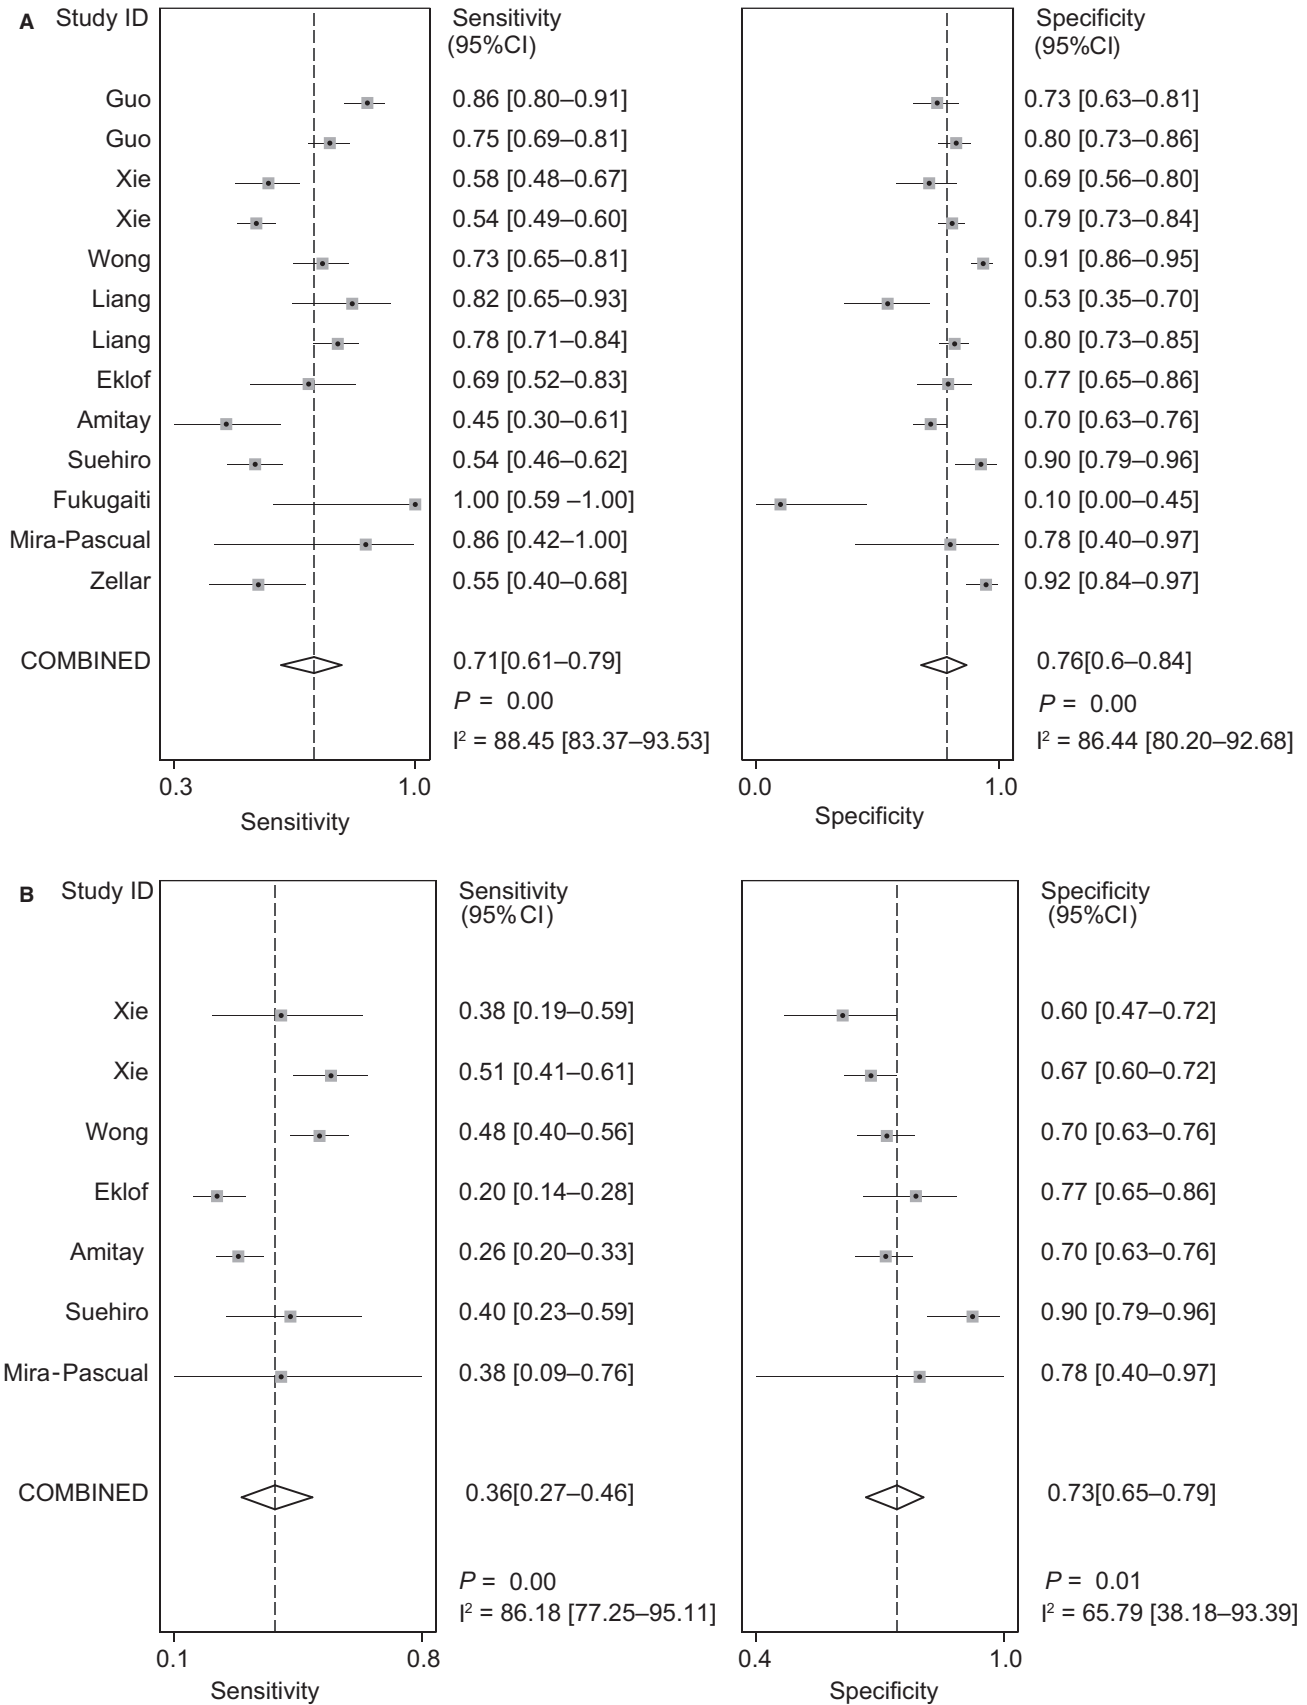 A Study ID Sensitivity Specificity
(95%CI) (95%CI)
Guo 0.86 [0.80–0.91] 0.73 [0.63–0.81]
Guo 0.75 [0.69–0.81] 0.80 [0.73–0.86]
Xie 0.58 [0.48–0.67] 0.69 [0.56–0.80]
Xie 0.54 [0.49–0.60] 0.79 [0.73–0.84]
Wong 0.73 [0.65–0.81] 0.91 [0.86–0.95]
Liang 0.82 [0.65–0.93] 0.53 [0.35–0.70]
Liang 0.78 [0.71–0.84] 0.80 [0.73–0.85]
Eklof 0.69 [0.52–0.83] 0.77 [0.65–0.86]
Amitay 0.45 [0.30–0.61] 0.70 [0.63–0.76]
Suehiro 0.54 [0.46–0.62] 0.90 [0.79–0.96]
Fukugaiti 1.00 [0.59 –1.00] 0.10 [0.00–0.45]
Mira-Pascual 0.86 [0.42–1.00] 0.78 [0.40–0.97]
Zellar 0.55 [0.40–0.68] 0.92 [0.84–0.97]
COMBINED 0.71[0.61–0.79] 0.76[0.6–0.84]
P = 0.00 P = 0.00
I² = 88.45 [83.37–93.53] I² = 86.44 [80.20–92.68]
0.3 1.0 0.0 1.0
Sensitivity Specificity
B Study ID Sensitivity Specificity
(95%CI) (95%CI)
Xie 0.38 [0.19–0.59] 0.60 [0.47–0.72]
Xie 0.51 [0.41–0.61] 0.67 [0.60–0.72]
Wong 0.48 [0.40–0.56] 0.70 [0.63–0.76]
Eklof 0.20 [0.14–0.28] 0.77 [0.65–0.86]
Amitay 0.26 [0.20–0.33] 0.70 [0.63–0.76]
Suehiro 0.40 [0.23–0.59] 0.90 [0.79–0.96]
Mira-Pascual 0.38 [0.09–0.76] 0.78 [0.40–0.97]
COMBINED 0.36[0.27–0.46] 0.73[0.65–0.79]
P = 0.00 P = 0.01
I² = 86.18 [77.25–95.11] I² = 65.79 [38.18–93.39]
0.1 0.8 0.4 1.0
Sensitivity Specificity